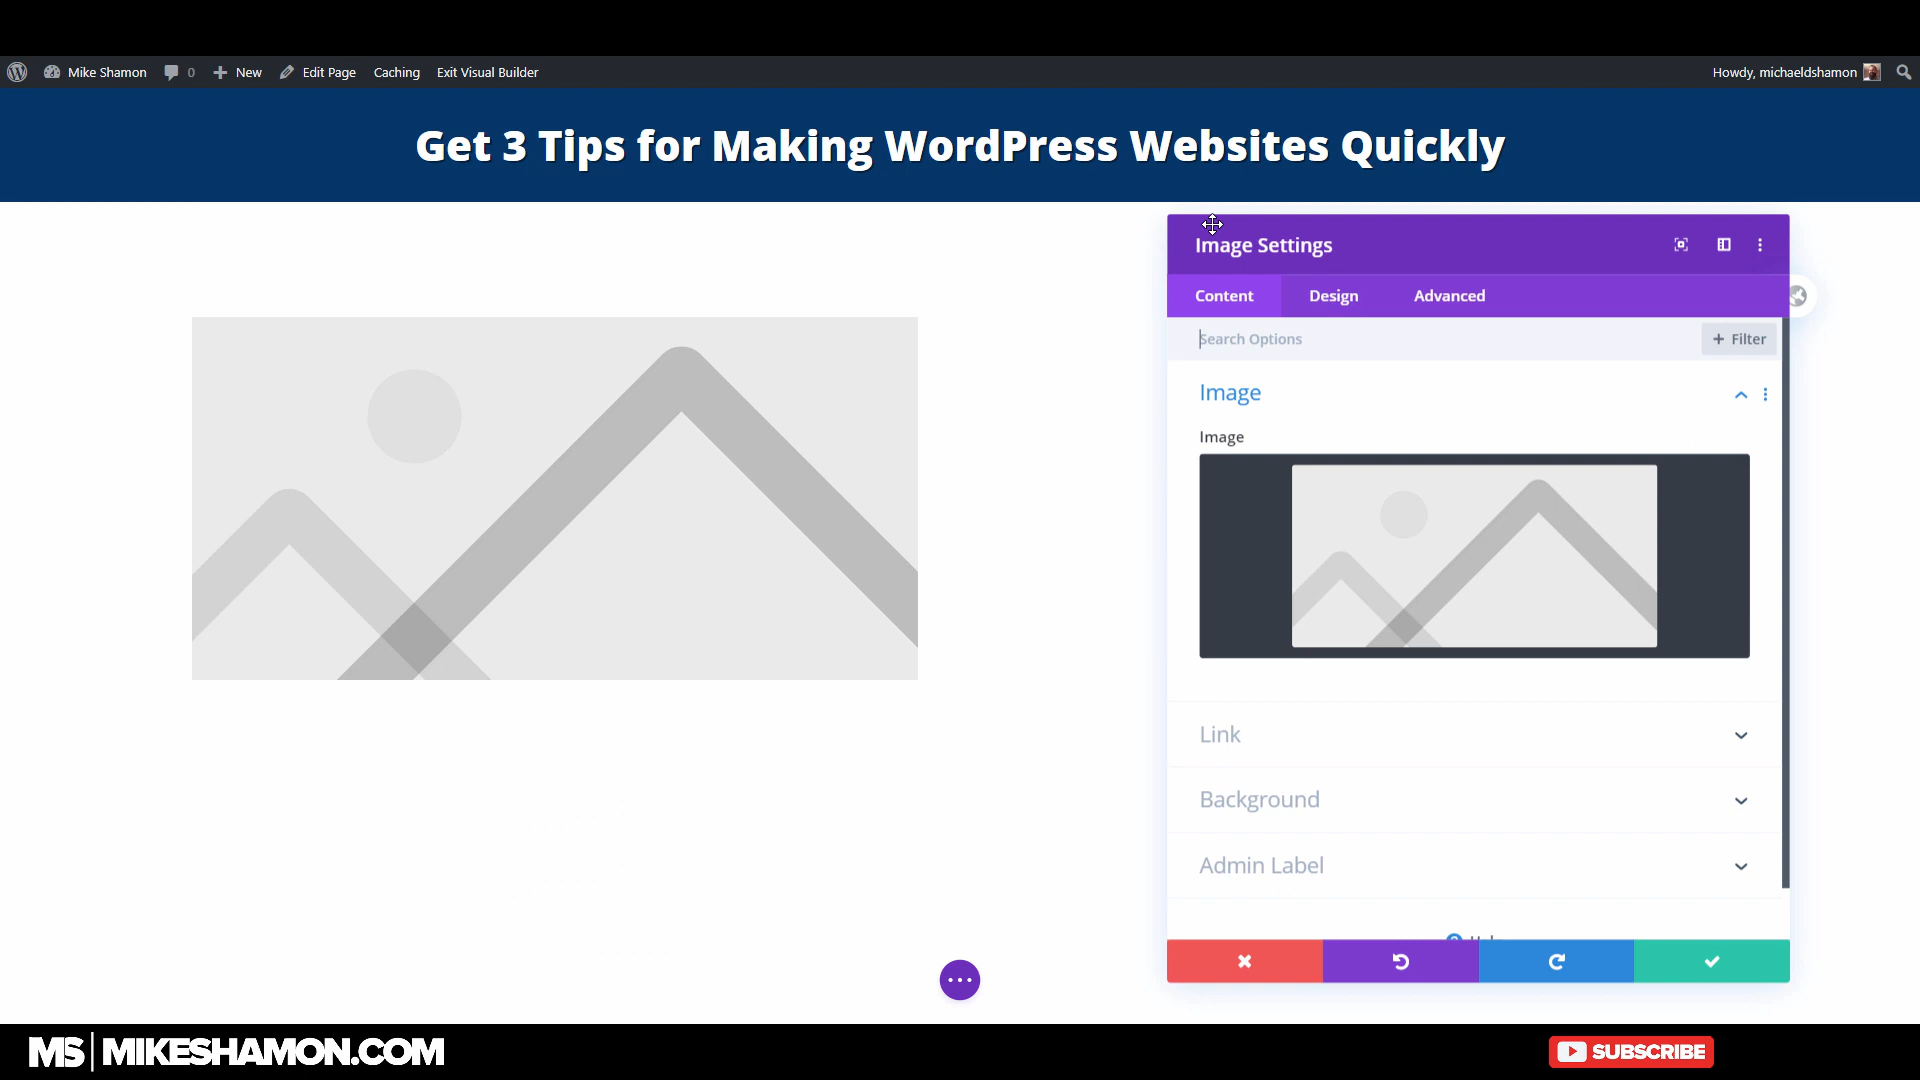 Mike Shamon 0 New Edit Page Caching Exit Visual Builder Howdy, michaeldshamon
Get 3 Tips for Making WordPress Websites Quickly
Image Settings
Content Design Advanced
Search Options + Filter
Image
Image
Link
Background
Admin Label
MS MIKESHAMON.COM
SUBSCRIBE